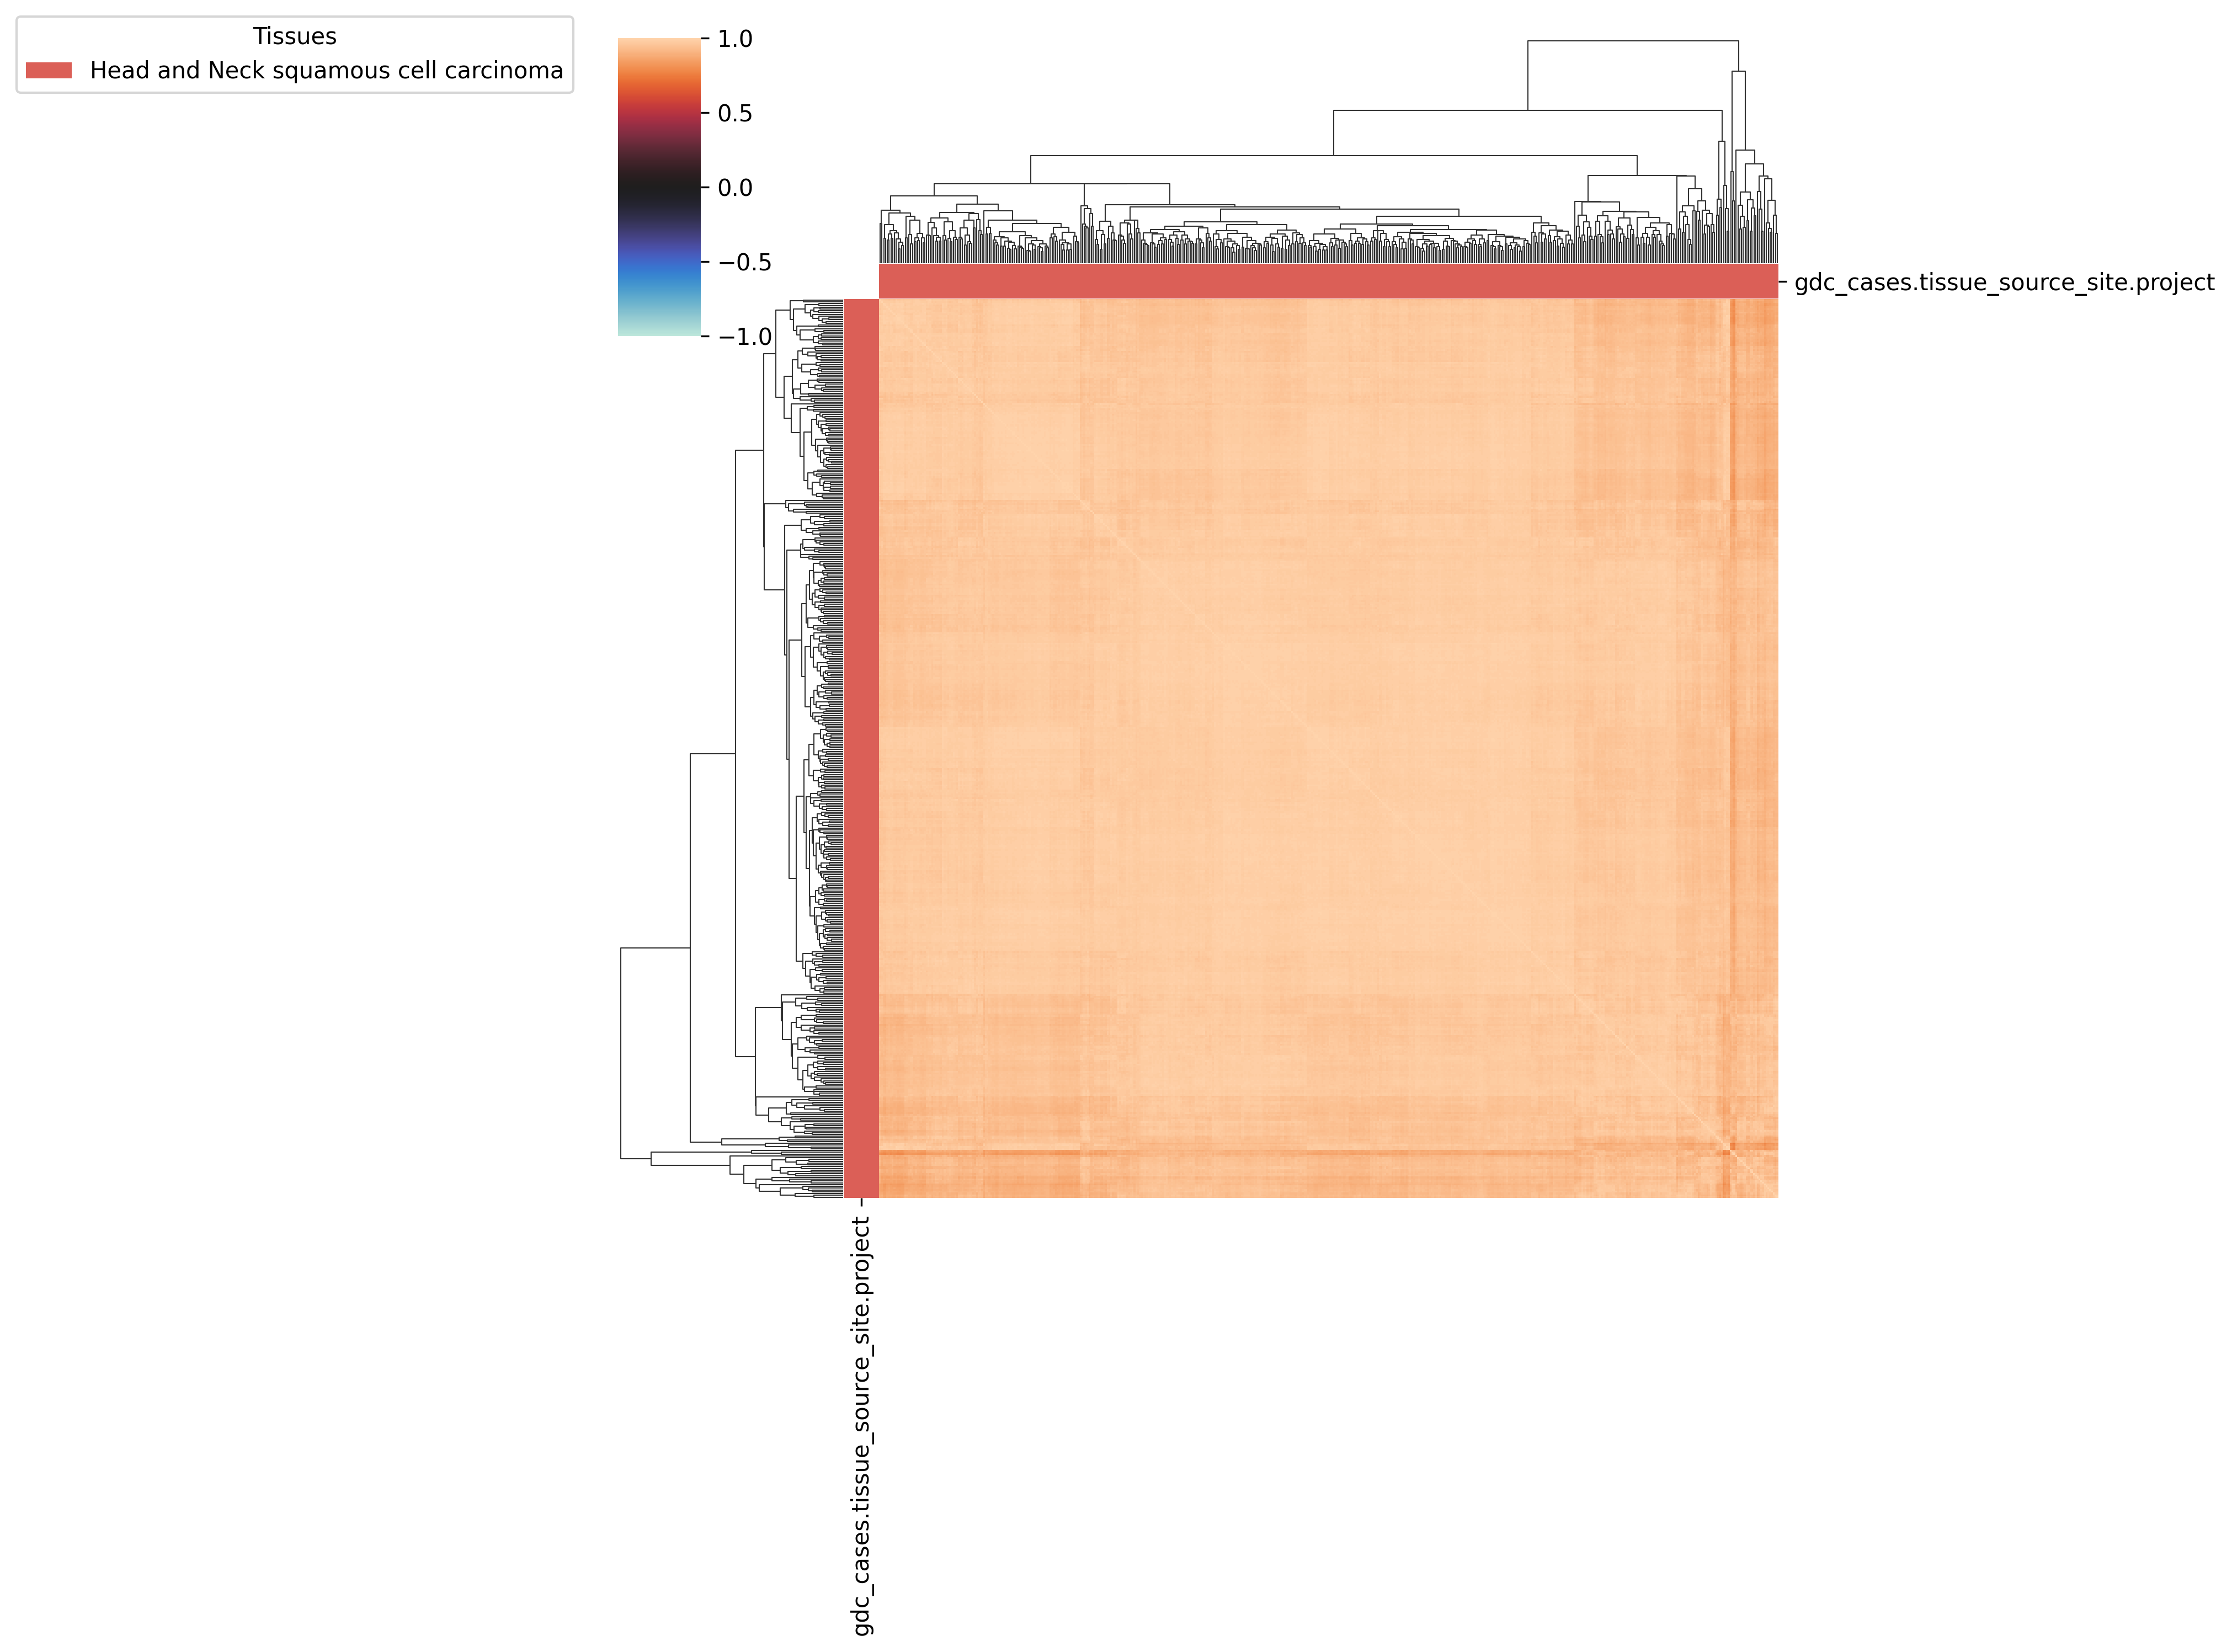 Tissues
Head and Neck squamous cell carcinoma
1.0
0.5
0.0
−0.5
−1.0
gdc_cases.tissue_source_site.project
gdc_cases.tissue_source_site.project